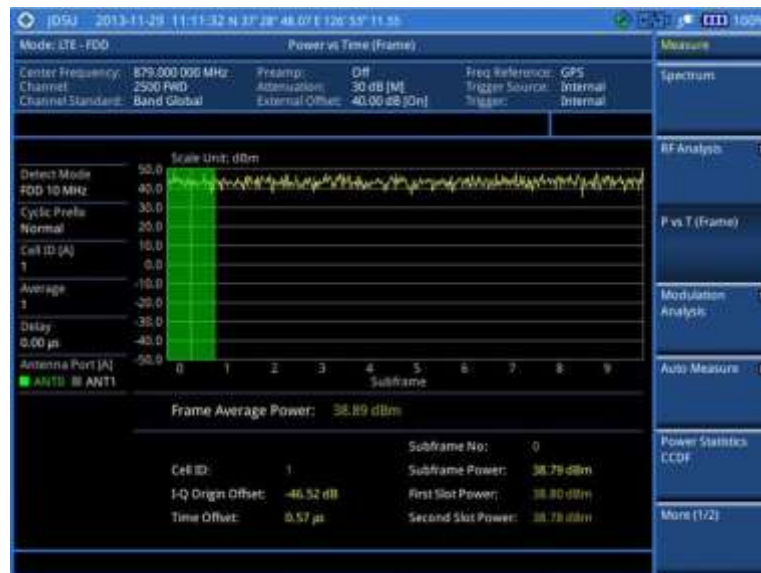 JDSU 2013-11-29 11:11:32 N 37° 28' 48.07 E 126° 53' 11.55 100%
Mode: LTE - FDD
Power vs Time (Frame)
Measure
Center Frequency: 879.000 000 MHz
Channel: 2500 FWD
Channel Standard: Band Global
Preamp: Off
Attenuation: 30 dB [M]
External Offset: 40.00 dB [On]
Freq Reference: GPS
Trigger Source: Internal
Trigger: Internal
Spectrum
RF Analysis
P vs T (Frame)
Modulation Analysis
Auto Measure
Power Statistics CCDF
More (1/2)
Detect Mode
FDD 10 MHz
Cyclic Prefix
Normal
Cell ID [A]
1
Average
1
Delay
0.00 µs
Antenna Port [A]
ANT0 ANT1
Scale Unit: dBm
50.0
40.0
30.0
20.0
10.0
0.0
-10.0
-20.0
-30.0
-40.0
-50.0
0 1 2 3 4 5 6 7 8 9
Subframe
Frame Average Power: 38.89 dBm
Subframe No: 0
Cell ID: 1
Subframe Power: 38.79 dBm
I-Q Origin Offset: -46.52 dB
First Slot Power: 38.80 dBm
Time Offset: 0.57 µs
Second Slot Power: 38.78 dBm